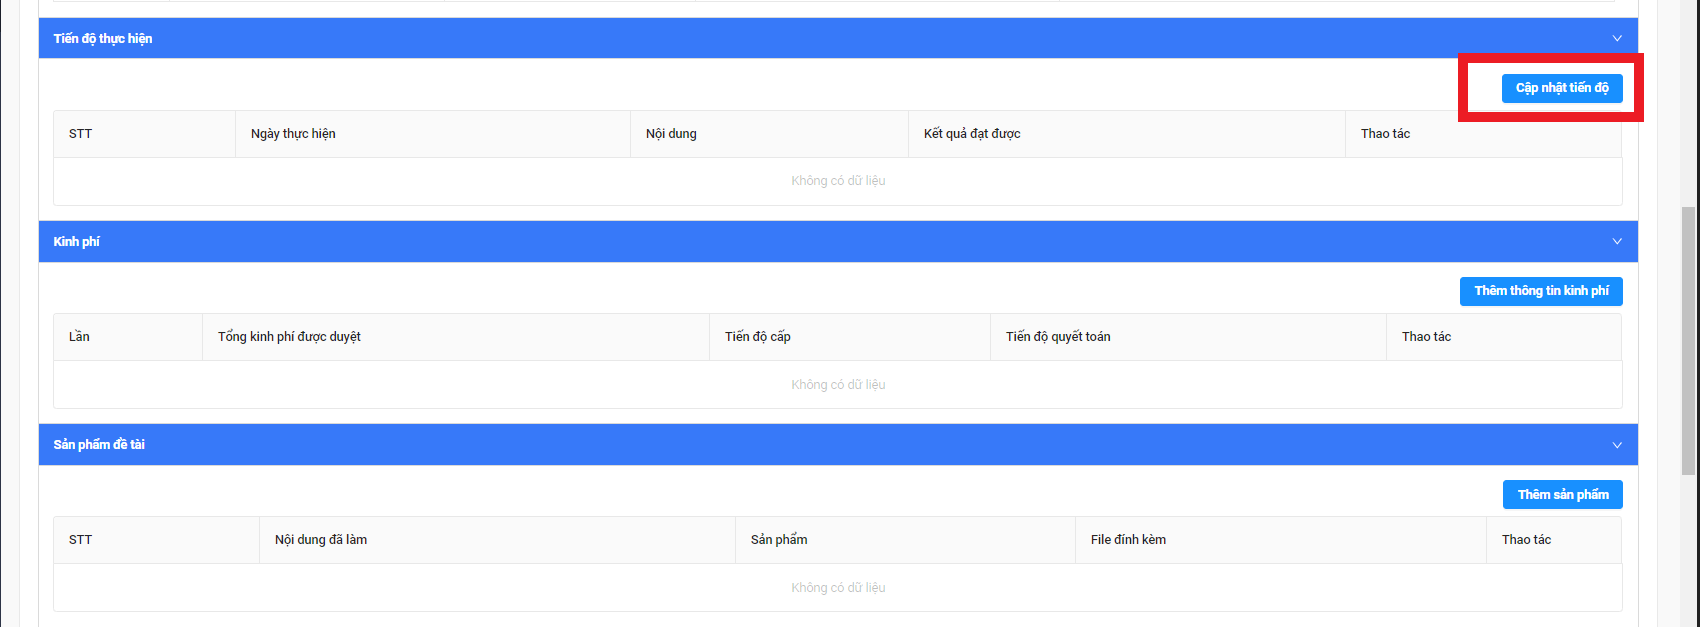 Tiến độ thực hiện
Cập nhật tiến độ
STT Ngày thực hiện Nội dung Kết quả đạt được Thao tác
Không có dữ liệu
Kinh phí
Thêm thông tin kinh phí
Lần Tổng kinh phí được duyệt Tiến độ cấp Tiến độ quyết toán Thao tác
Không có dữ liệu
Sản phẩm đề tài
Thêm sản phẩm
STT Nội dung đã làm Sản phẩm File đính kèm Thao tác
Không có dữ liệu